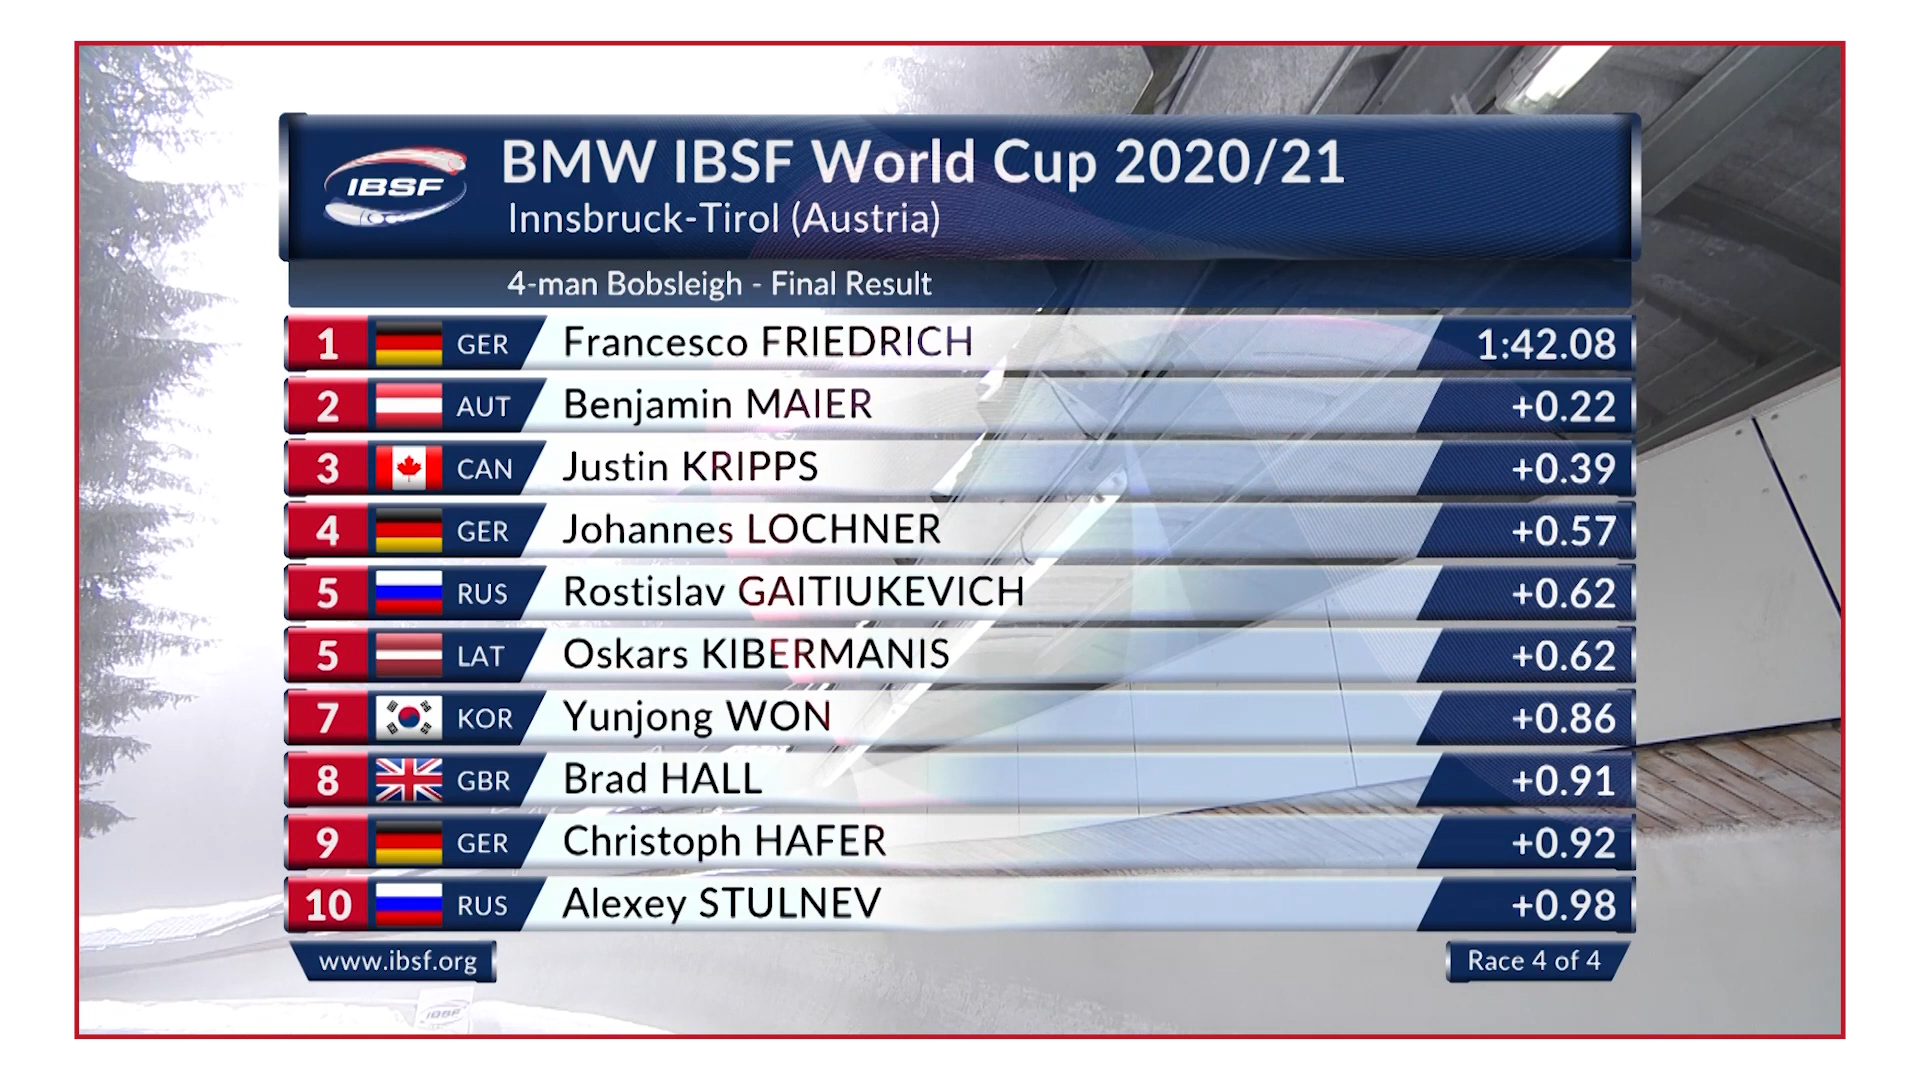 IBSF
BMW IBSF World Cup 2020/21
Innsbruck-Tirol (Austria)
4-man Bobsleigh - Final Result
1 GER Francesco FRIEDRICH 1:42.08
2 AUT Benjamin MAIER +0.22
3 CAN Justin KRIPPS +0.39
4 GER Johannes LOCHNER +0.57
5 RUS Rostislav GAITIUKEVICH +0.62
5 LAT Oskars KIBERMANIS +0.62
7 KOR Yunjong WON +0.86
8 GBR Brad HALL +0.91
9 GER Christoph HAFER +0.92
10 RUS Alexey STULNEV +0.98
www.ibsf.org Race 4 of 4
IBSF